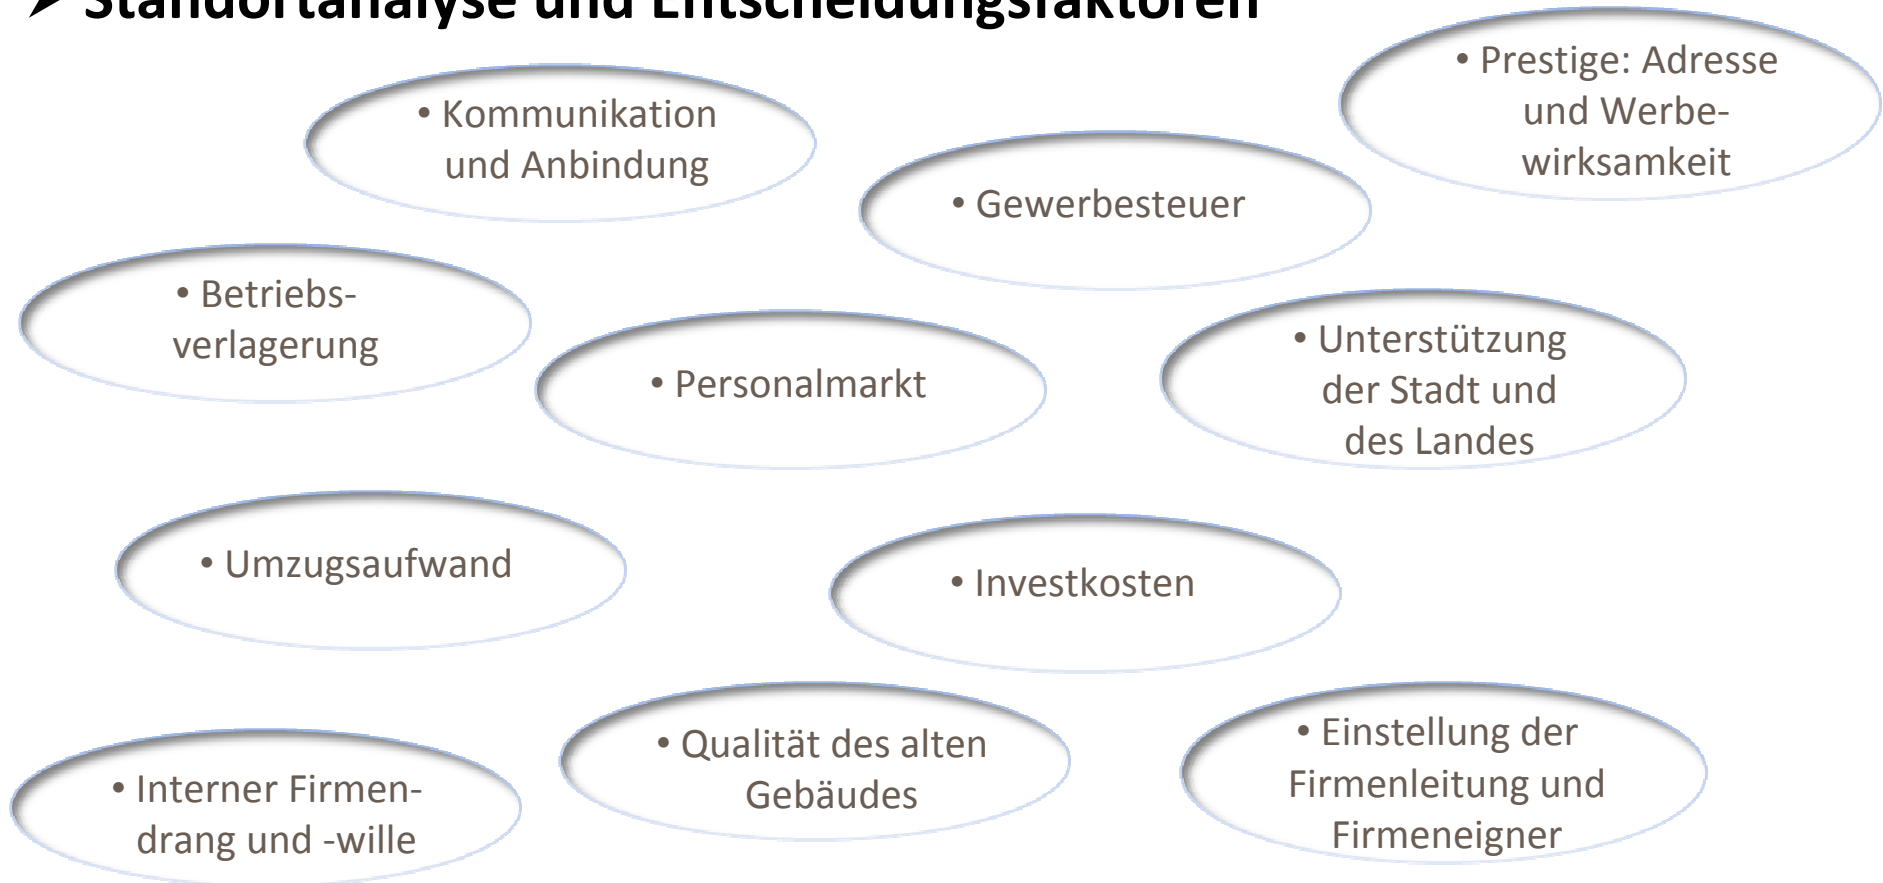 ➤ Standortanalyse und Entscheidungsfaktoren
• Prestige: Adresse
und Werbe-
wirksamkeit
• Kommunikation
und Anbindung
• Gewerbesteuer
• Betriebs-
verlagerung
• Personalmarkt
• Unterstützung
der Stadt und
des Landes
• Umzugsaufwand
• Investkosten
• Interner Firmen-
drang und -wille
• Qualität des alten
Gebäudes
• Einstellung der
Firmenleitung und
Firmeneigner